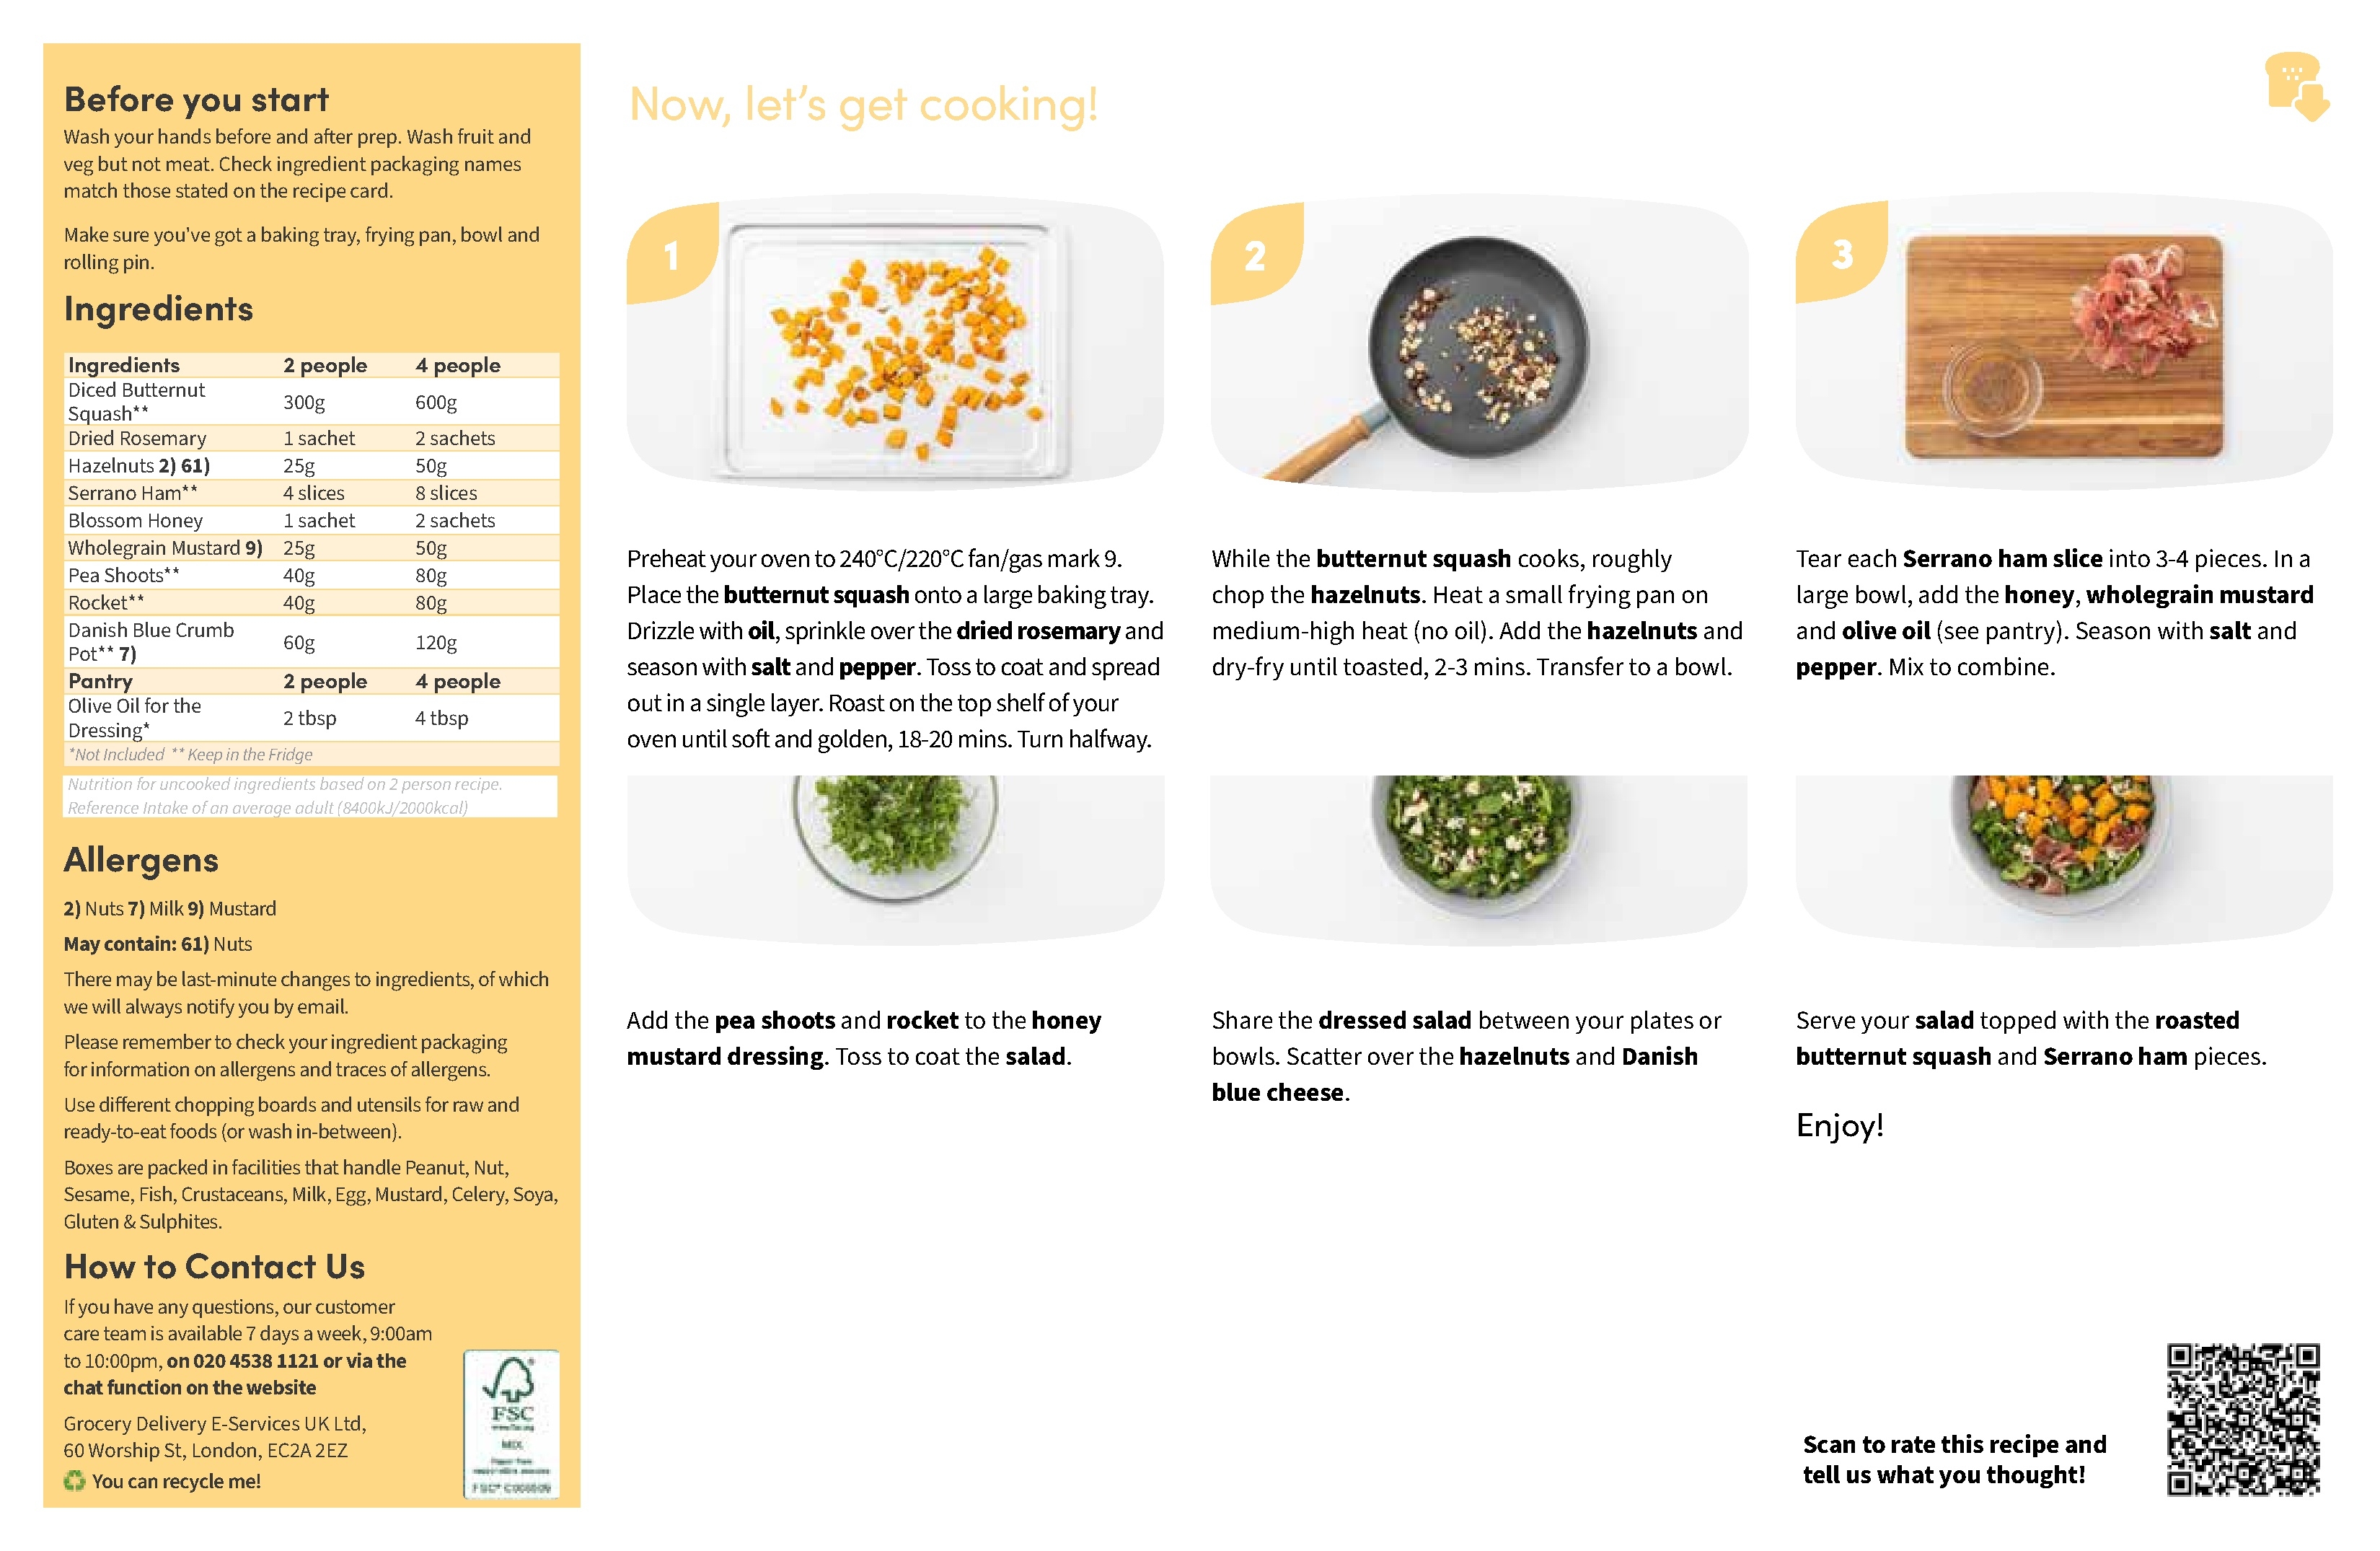 Before you start
Wash your hands before and after prep. Wash fruit and
veg but not meat. Check ingredient packaging names
match those stated on the recipe card.
Make sure you've got a baking tray, frying pan, bowl and
rolling pin.
Ingredients
Ingredients 2 people 4 people
Diced Butternut
Squash** 300g 600g
Dried Rosemary 1 sachet 2 sachets
Hazelnuts 2) 61) 25g 50g
Serrano Ham** 4 slices 8 slices
Blossom Honey 1 sachet 2 sachets
Wholegrain Mustard 9) 25g 50g
Pea Shoots** 40g 80g
Rocket** 40g 80g
Danish Blue Crumb
Pot** 7) 60g 120g
Pantry 2 people 4 people
Olive Oil for the
Dressing* 2 tbsp 4 tbsp
*Not Included ** Keep in the Fridge
Nutrition for uncooked ingredients based on 2 person recipe.
Reference Intake of an average adult (8400kJ/2000kcal)
Allergens
2) Nuts 7) Milk 9) Mustard
May contain: 61) Nuts
There may be last-minute changes to ingredients, of which
we will always notify you by email.
Please remember to check your ingredient packaging
for information on allergens and traces of allergens.
Use different chopping boards and utensils for raw and
ready-to-eat foods (or wash in-between).
Boxes are packed in facilities that handle Peanut, Nut,
Sesame, Fish, Crustaceans, Milk, Egg, Mustard, Celery, Soya,
Gluten & Sulphites.
How to Contact Us
If you have any questions, our customer
care team is available 7 days a week, 9:00am
to 10:00pm, on 020 4538 1121 or via the
chat function on the website
Grocery Delivery E-Services UK Ltd,
60 Worship St, London, EC2A 2EZ
You can recycle me!
FSC
MIX
Now, let's get cooking!
1
Preheat your oven to 240°C/220°C fan/gas mark 9.
Place the butternut squash onto a large baking tray.
Drizzle with oil, sprinkle over the dried rosemary and
season with salt and pepper. Toss to coat and spread
out in a single layer. Roast on the top shelf of your
oven until soft and golden, 18-20 mins. Turn halfway.
2
While the butternut squash cooks, roughly
chop the hazelnuts. Heat a small frying pan on
medium-high heat (no oil). Add the hazelnuts and
dry-fry until toasted, 2-3 mins. Transfer to a bowl.
3
Tear each Serrano ham slice into 3-4 pieces. In a
large bowl, add the honey, wholegrain mustard
and olive oil (see pantry). Season with salt and
pepper. Mix to combine.
Add the pea shoots and rocket to the honey
mustard dressing. Toss to coat the salad.
Share the dressed salad between your plates or
bowls. Scatter over the hazelnuts and Danish
blue cheese.
Serve your salad topped with the roasted
butternut squash and Serrano ham pieces.
Enjoy!
Scan to rate this recipe and
tell us what you thought!